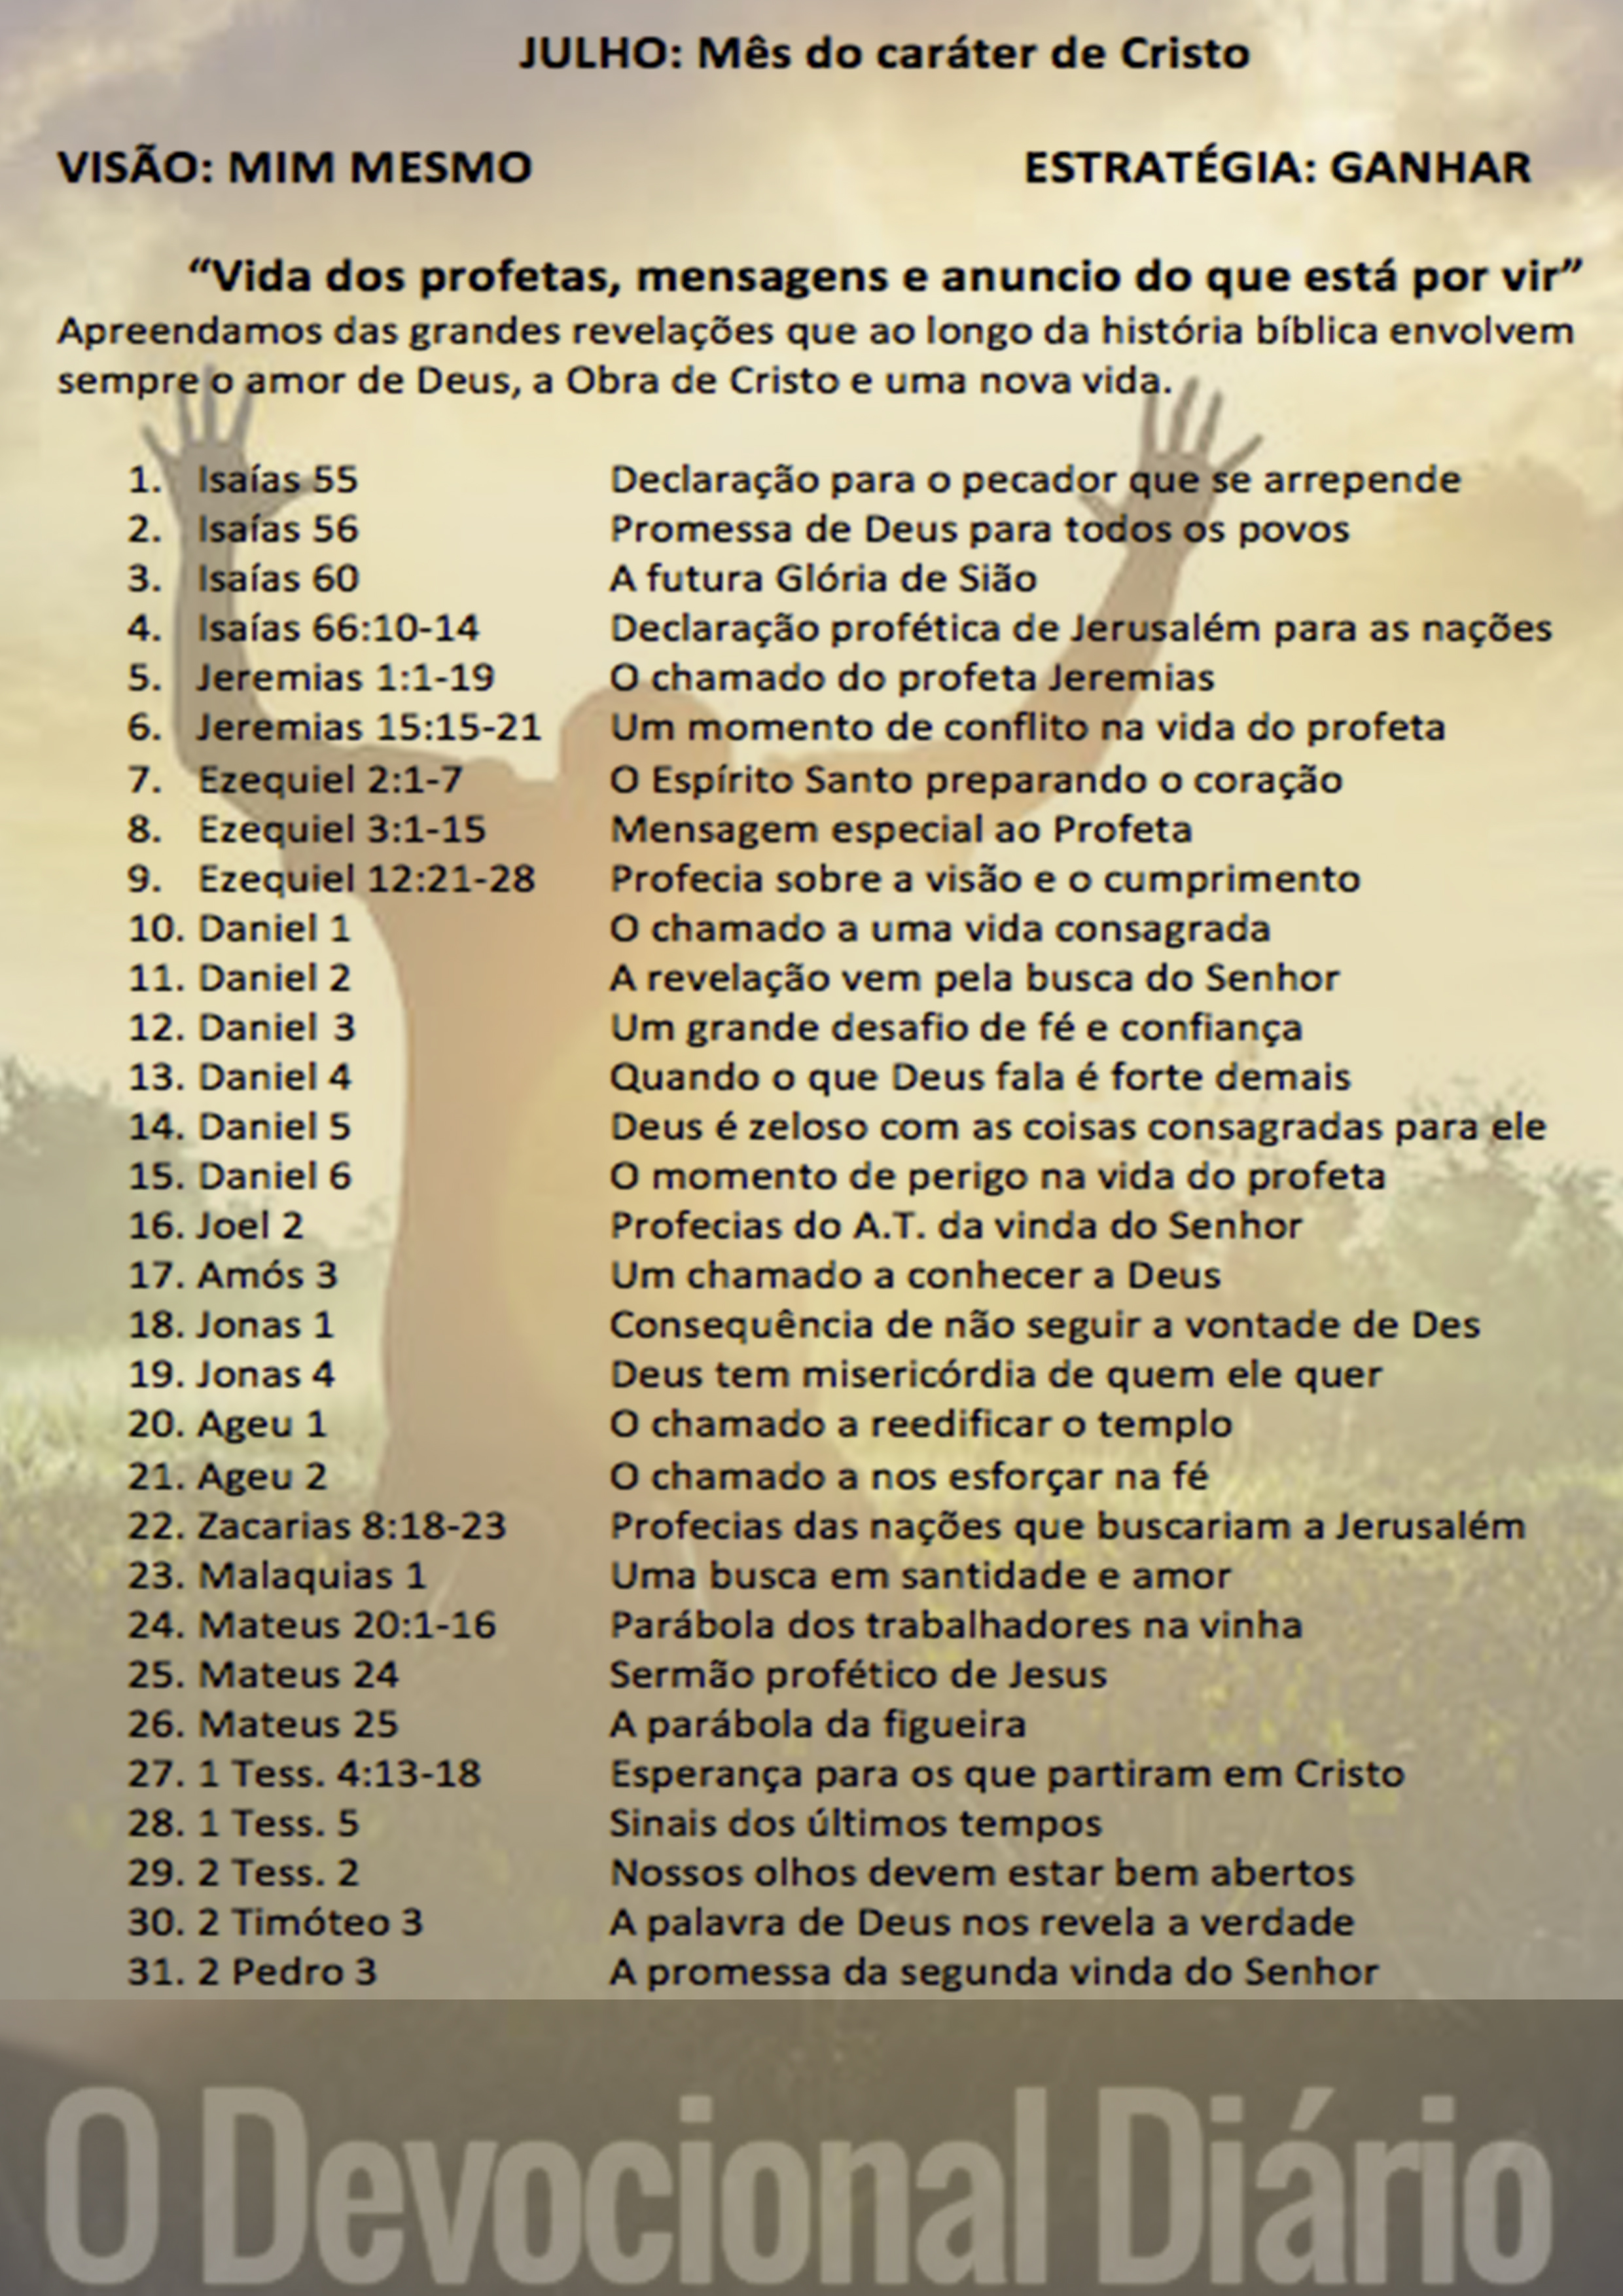 JULHO: Mês do caráter de Cristo
VISÃO: MIM MESMO ESTRATÉGIA: GANHAR
“Vida dos profetas, mensagens e anuncio do que está por vir”
Apreendamos das grandes revelações que ao longo da história bíblica envolvem
sempre o amor de Deus, a Obra de Cristo e uma nova vida.
1. Isaías 55 Declaração para o pecador que se arrepende
2. Isaías 56 Promessa de Deus para todos os povos
3. Isaías 60 A futura Glória de Sião
4. Isaías 66:10-14 Declaração profética de Jerusalém para as nações
5. Jeremias 1:1-19 O chamado do profeta Jeremias
6. Jeremias 15:15-21 Um momento de conflito na vida do profeta
7. Ezequiel 2:1-7 O Espírito Santo preparando o coração
8. Ezequiel 3:1-15 Mensagem especial ao Profeta
9. Ezequiel 12:21-28 Profecia sobre a visão e o cumprimento
10. Daniel 1 O chamado a uma vida consagrada
11. Daniel 2 A revelação vem pela busca do Senhor
12. Daniel 3 Um grande desafio de fé e confiança
13. Daniel 4 Quando o que Deus fala é forte demais
14. Daniel 5 Deus é zeloso com as coisas consagradas para ele
15. Daniel 6 O momento de perigo na vida do profeta
16. Joel 2 Profecias do A.T. da vinda do Senhor
17. Amós 3 Um chamado a conhecer a Deus
18. Jonas 1 Consequência de não seguir a vontade de Des
19. Jonas 4 Deus tem misericórdia de quem ele quer
20. Ageu 1 O chamado a reedificar o templo
21. Ageu 2 O chamado a nos esforçar na fé
22. Zacarias 8:18-23 Profecias das nações que buscariam a Jerusalém
23. Malaquias 1 Uma busca em santidade e amor
24. Mateus 20:1-16 Parábola dos trabalhadores na vinha
25. Mateus 24 Sermão profético de Jesus
26. Mateus 25 A parábola da figueira
27. 1 Tess. 4:13-18 Esperança para os que partiram em Cristo
28. 1 Tess. 5 Sinais dos últimos tempos
29. 2 Tess. 2 Nossos olhos devem estar bem abertos
30. 2 Timóteo 3 A palavra de Deus nos revela a verdade
31. 2 Pedro 3 A promessa da segunda vinda do Senhor
O Devocional Diário